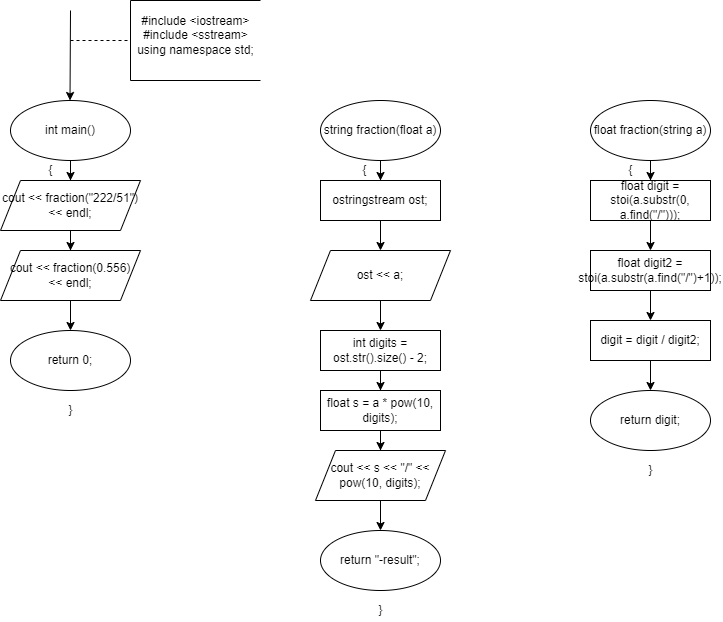 #include <iostream>
#include <sstream>
using namespace std;
int main()
{
cout << fraction("222/51")
<< endl;
cout << fraction(0.556)
<< endl;
return 0;
}
string fraction(float a)
{
ostringstream ost;
ost << a;
int digits =
ost.str().size() - 2;
float s = a * pow(10,
digits);
cout << s << "/" <<
pow(10, digits);
return "-result";
}
float fraction(string a)
{
float digit =
stoi(a.substr(0,
a.find("/")));
float digit2 =
stoi(a.substr(a.find("/")+1));
digit = digit / digit2;
return digit;
}